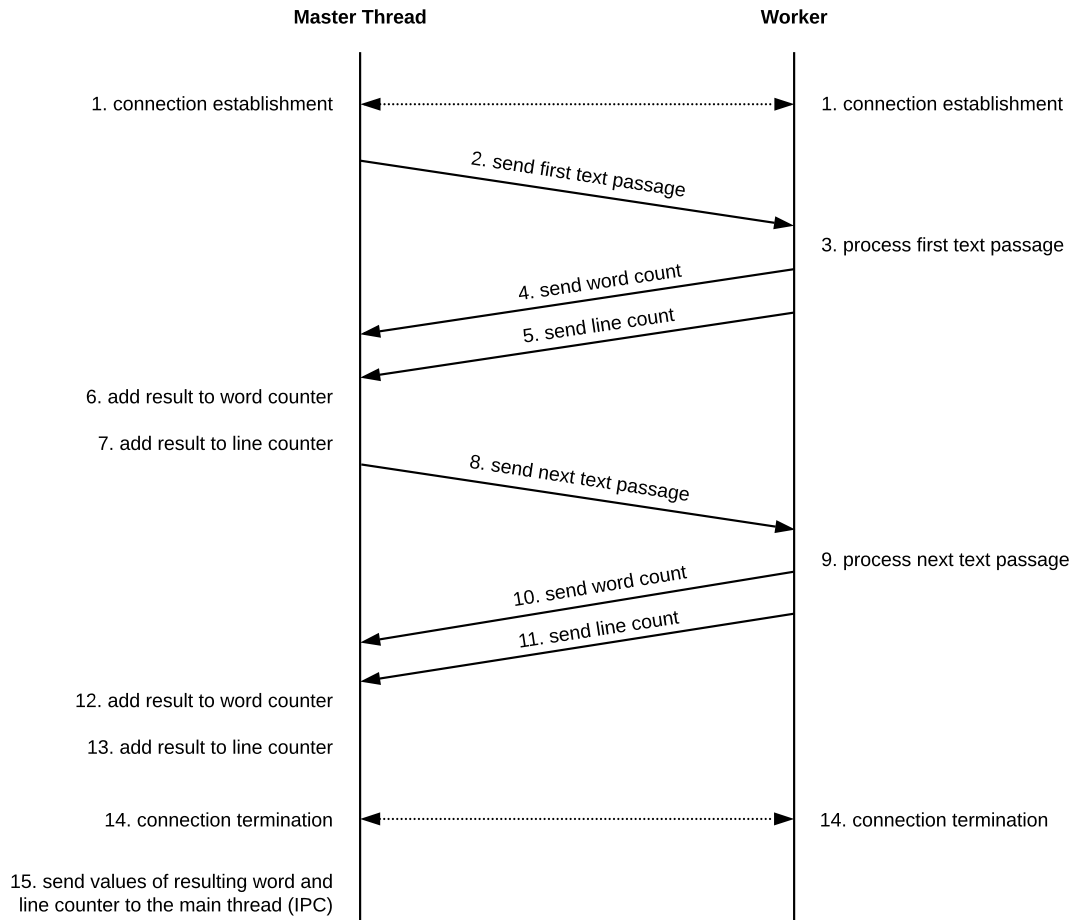 Master Thread
Worker
1. connection establishment
1. connection establishment
2. send first text passage
3. process first text passage
4. send word count
5. send line count
6. add result to word counter
7. add result to line counter
8. send next text passage
9. process next text passage
10. send word count
11. send line count
12. add result to word counter
13. add result to line counter
14. connection termination
14. connection termination
15. send values of resulting word and
line counter to the main thread (IPC)